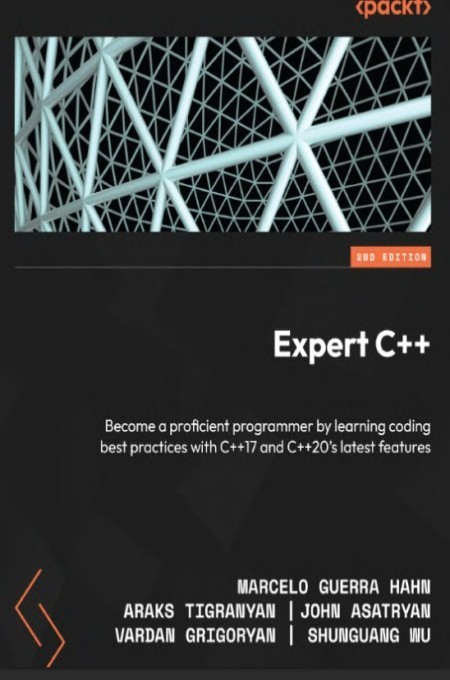 <packt>
2ND EDITION
Expert C++
Become a proficient programmer by learning coding
best practices with C++17 and C++20's latest features
MARCELO GUERRA HAHN
ARAKS TIGRANYAN | JOHN ASATRYAN
VARDAN GRIGORYAN | SHUNGUANG WU